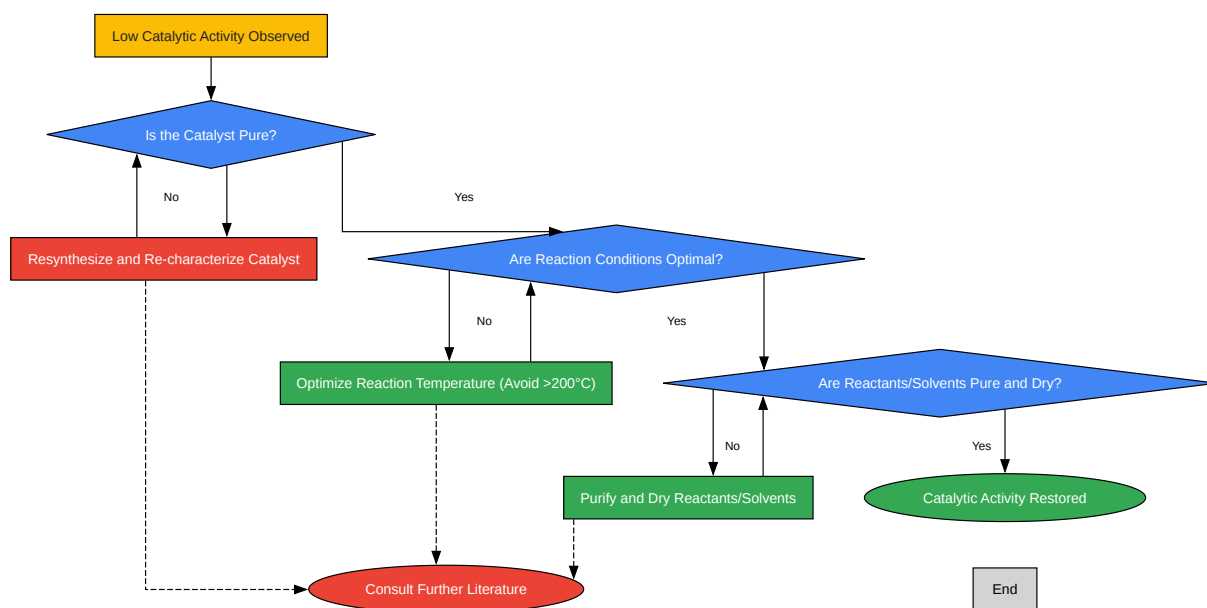 Low Catalytic Activity Observed
Is the Catalyst Pure?
No
Yes
Resynthesize and Re-characterize Catalyst
Are Reaction Conditions Optimal?
No
Yes
Optimize Reaction Temperature (Avoid >200°C)
Are Reactants/Solvents Pure and Dry?
No
Yes
Purify and Dry Reactants/Solvents
Catalytic Activity Restored
Consult Further Literature
End